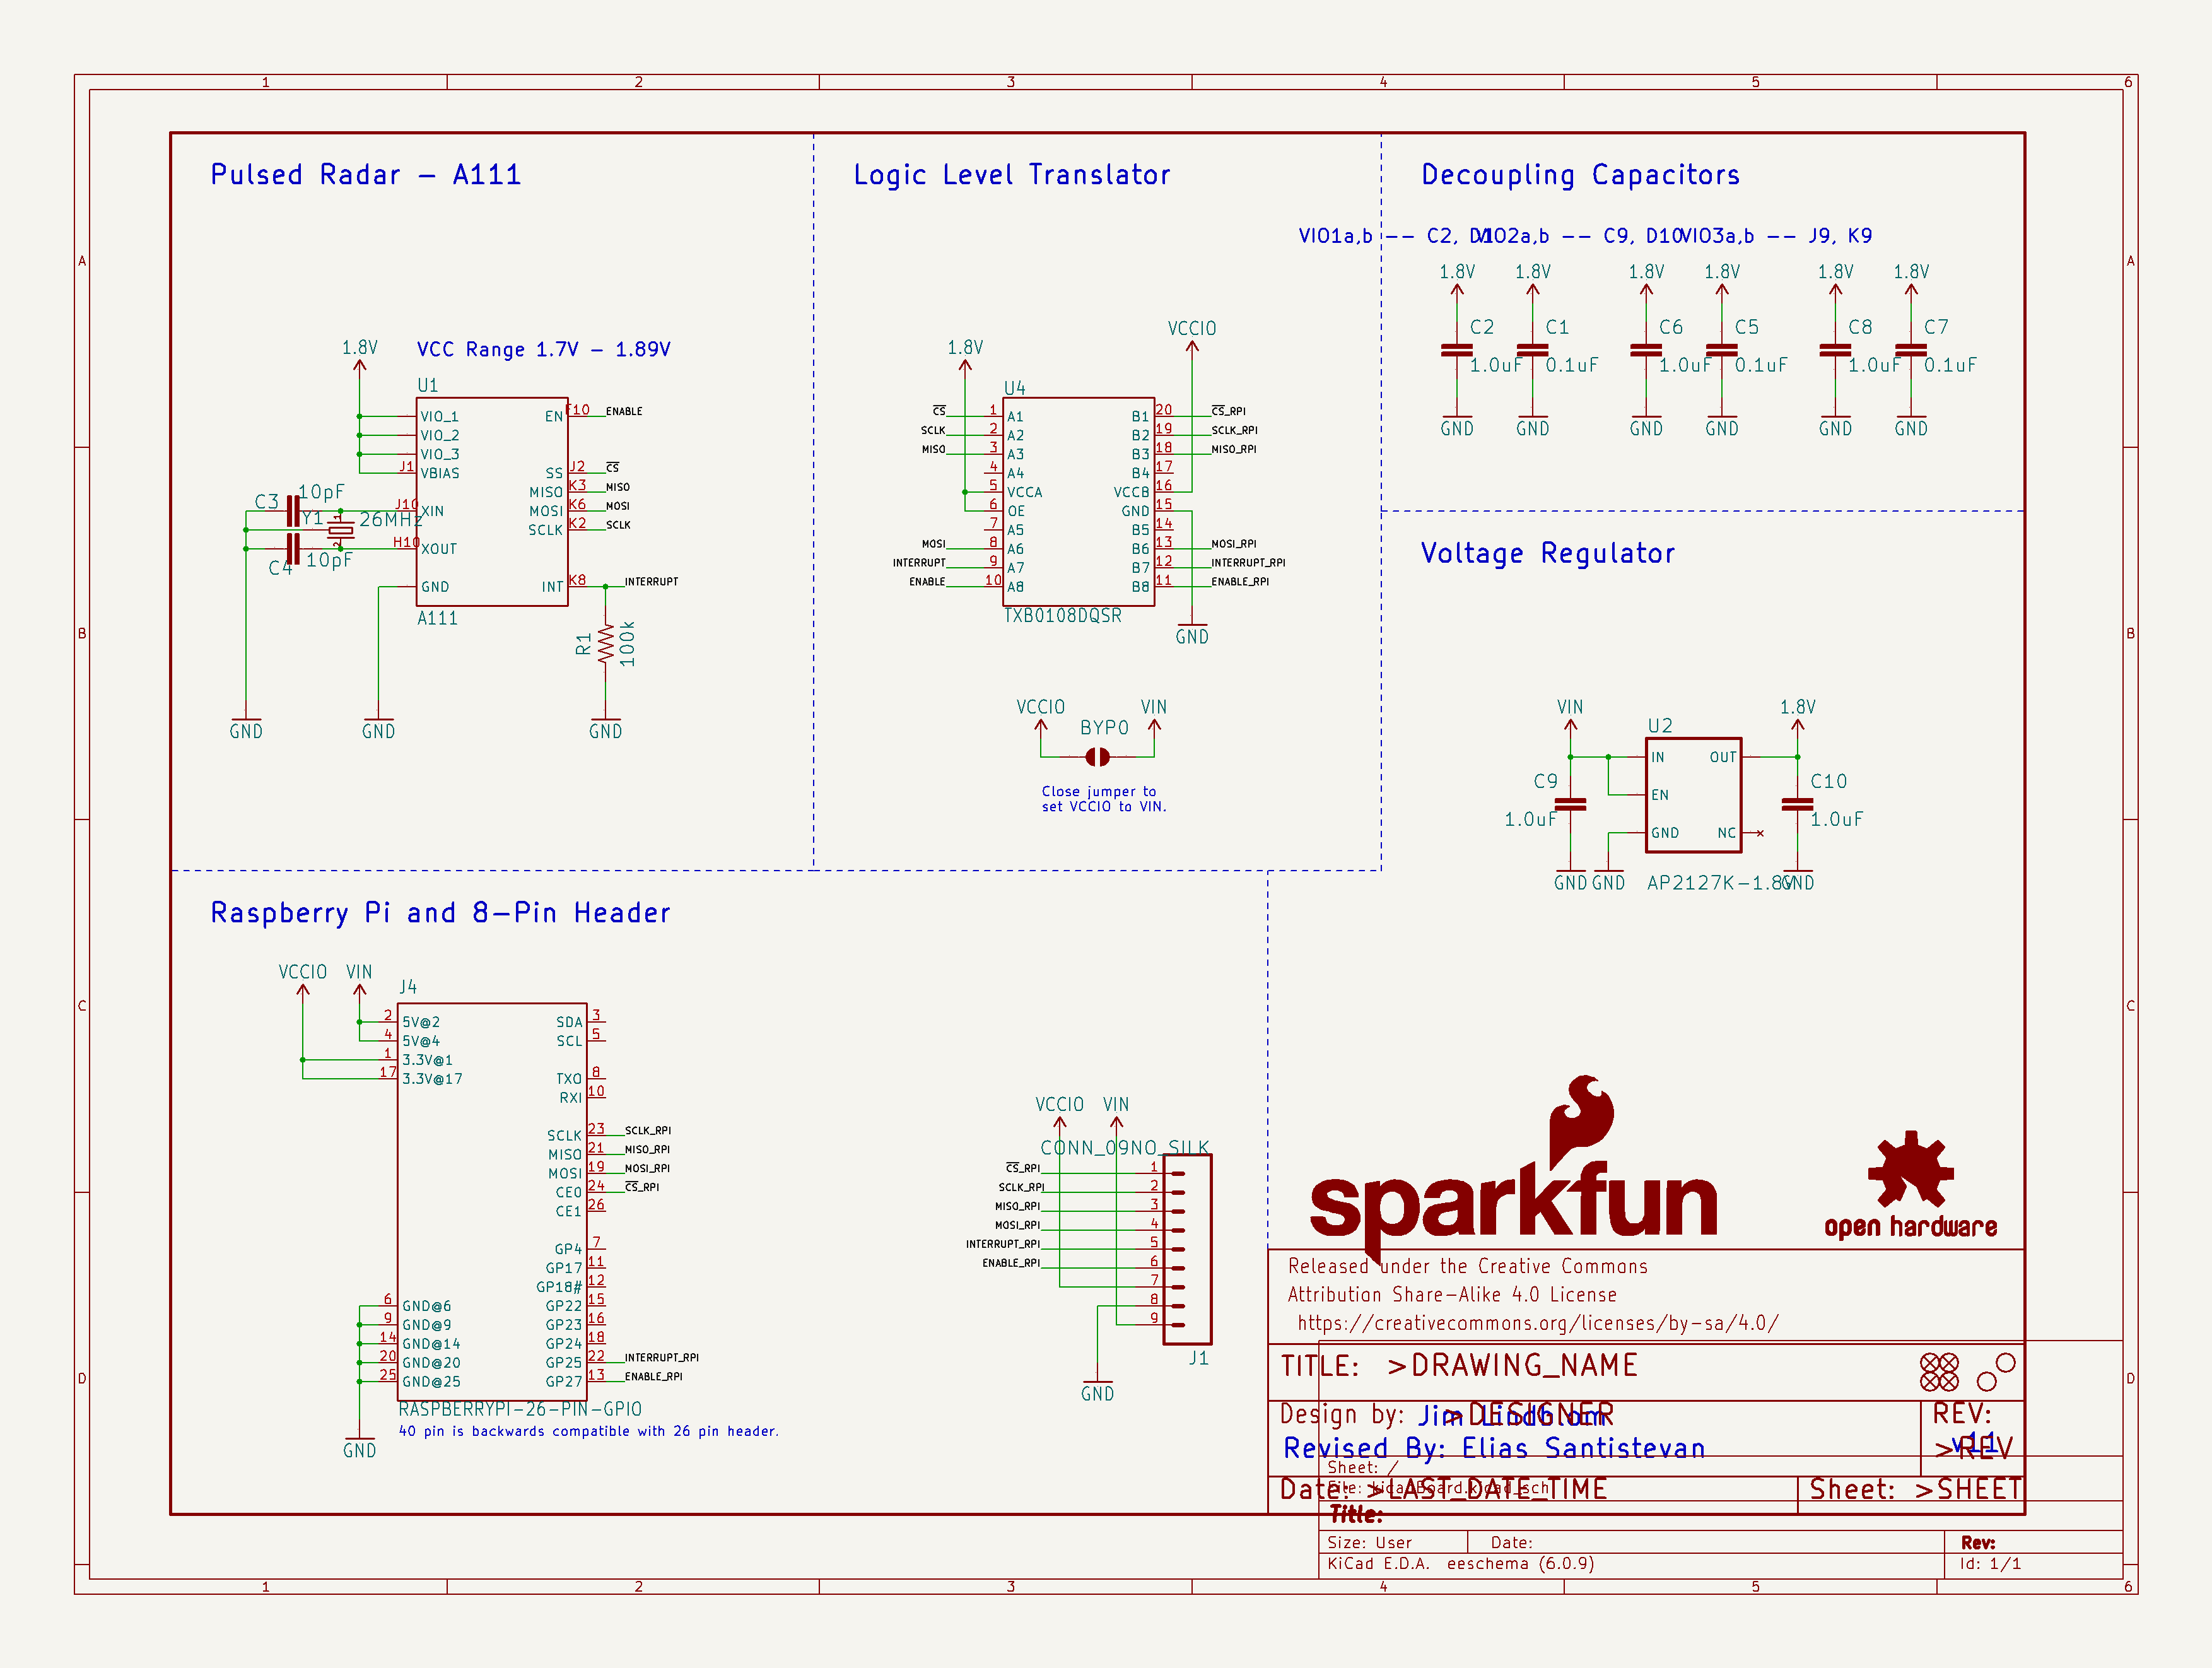 1 2 3 4 5 6
A
B
C
D
A
B
C
D
Pulsed Radar – A111
1.8V
VCC Range 1.7V – 1.89V
U1
VIO_1
VIO_2
VIO_3
J1 VBIAS
J10 XIN
H10 XOUT
GND
EN F10 ENABLE
SS J2 CS
MISO K3 MISO
MOSI K6 MOSI
SCLK K2 SCLK
INT K8 INTERRUPT
A111
C3 10pF
Y1 26MHz
1
2
C4 10pF
R1 100k
GND
GND
GND
Logic Level Translator
1.8V
VCCIO
U4
CS 1 A1
SCLK 2 A2
MISO 3 A3
4 A4
5 VCCA
6 OE
7 A5
MOSI 8 A6
INTERRUPT 9 A7
ENABLE 10 A8
B1 20 CS_RPI
B2 19 SCLK_RPI
B3 18 MISO_RPI
B4 17
VCCB 16
GND 15
B5 14
B6 13 MOSI_RPI
B7 12 INTERRUPT_RPI
B8 11 ENABLE_RPI
TXB0108DQSR
GND
VCCIO
BYP0
VIN
Close jumper to
set VCCIO to VIN.
Decoupling Capacitors
VIO1a,b -- C2, D1
VIO2a,b -- C9, D10
VIO3a,b -- J9, K9
1.8V 1.8V 1.8V 1.8V 1.8V 1.8V
C2 C1 C6 C5 C8 C7
1.0uF 0.1uF 1.0uF 0.1uF 1.0uF 0.1uF
GND GND GND GND GND GND
Voltage Regulator
VIN
1.8V
U2
IN
EN
GND
OUT
NC
C9
1.0uF
C10
1.0uF
GND GND AP2127K-1.8V GND
Raspberry Pi and 8-Pin Header
VCCIO VIN
J4
2 5V@2
4 5V@4
1 3.3V@1
17 3.3V@17
6 GND@6
9 GND@9
14 GND@14
20 GND@20
25 GND@25
SDA 3
SCL 5
TXO 8
RXI 10
SCLK 23 SCLK_RPI
MISO 21 MISO_RPI
MOSI 19 MOSI_RPI
CE0 24 CS_RPI
CE1 26
GP4 7
GP17 11
GP18# 12
GP22 15
GP23 16
GP24 18
GP25 22 INTERRUPT_RPI
GP27 13 ENABLE_RPI
RASPBERRYPI-26-PIN-GPIO
40 pin is backwards compatible with 26 pin header.
GND
VCCIO VIN
CONN_09NO_SILK
CS_RPI 1
SCLK_RPI 2
MISO_RPI 3
MOSI_RPI 4
INTERRUPT_RPI 5
ENABLE_RPI 6
7
8
9
J1
GND
sparkfun
open hardware
Released under the Creative Commons
Attribution Share-Alike 4.0 License
https://creativecommons.org/licenses/by-sa/4.0/
TITLE: >DRAWING_NAME
Design by: Jim Lindblom
>DESIGNER
REV:
v1.1
>REV
Revised By: Elias Santistevan
Sheet: /
File: kicadBoard.kicad_sch
Date: >LAST_DATE_TIME
Sheet: >SHEET
Title:
Size: User Date: Rev:
KiCad E.D.A. eeschema (6.0.9) Id: 1/1
1 2 3 4 5 6